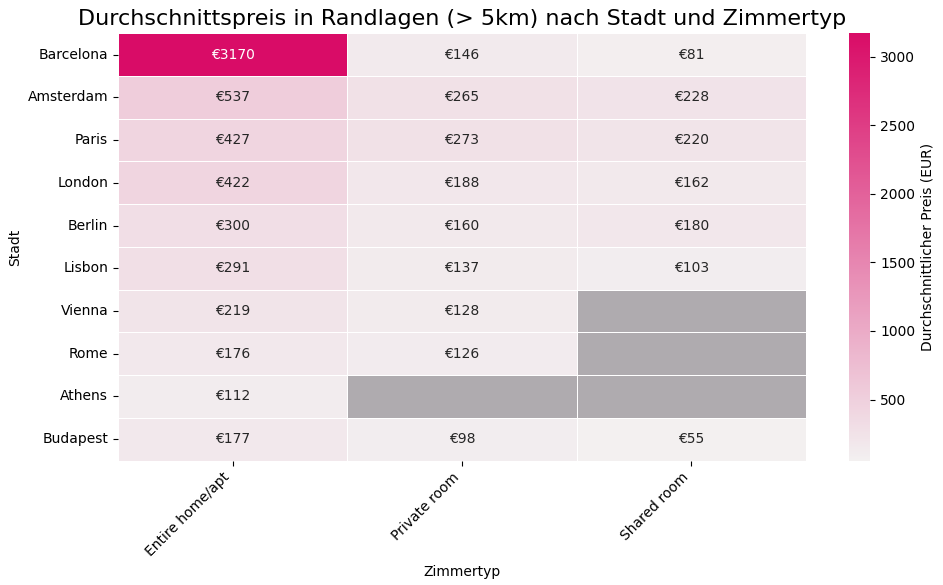 Durchschnittspreis in Randlagen (> 5km) nach Stadt und Zimmertyp
Stadt
Barcelona €3170 €146 €81
Amsterdam €537 €265 €228
Paris €427 €273 €220
London €422 €188 €162
Berlin €300 €160 €180
Lisbon €291 €137 €103
Vienna €219 €128
Rome €176 €126
Athens €112
Budapest €177 €98 €55
Entire home/apt Private room Shared room
Zimmertyp
3000
2500
2000
1500
1000
500
Durchschnittlicher Preis (EUR)